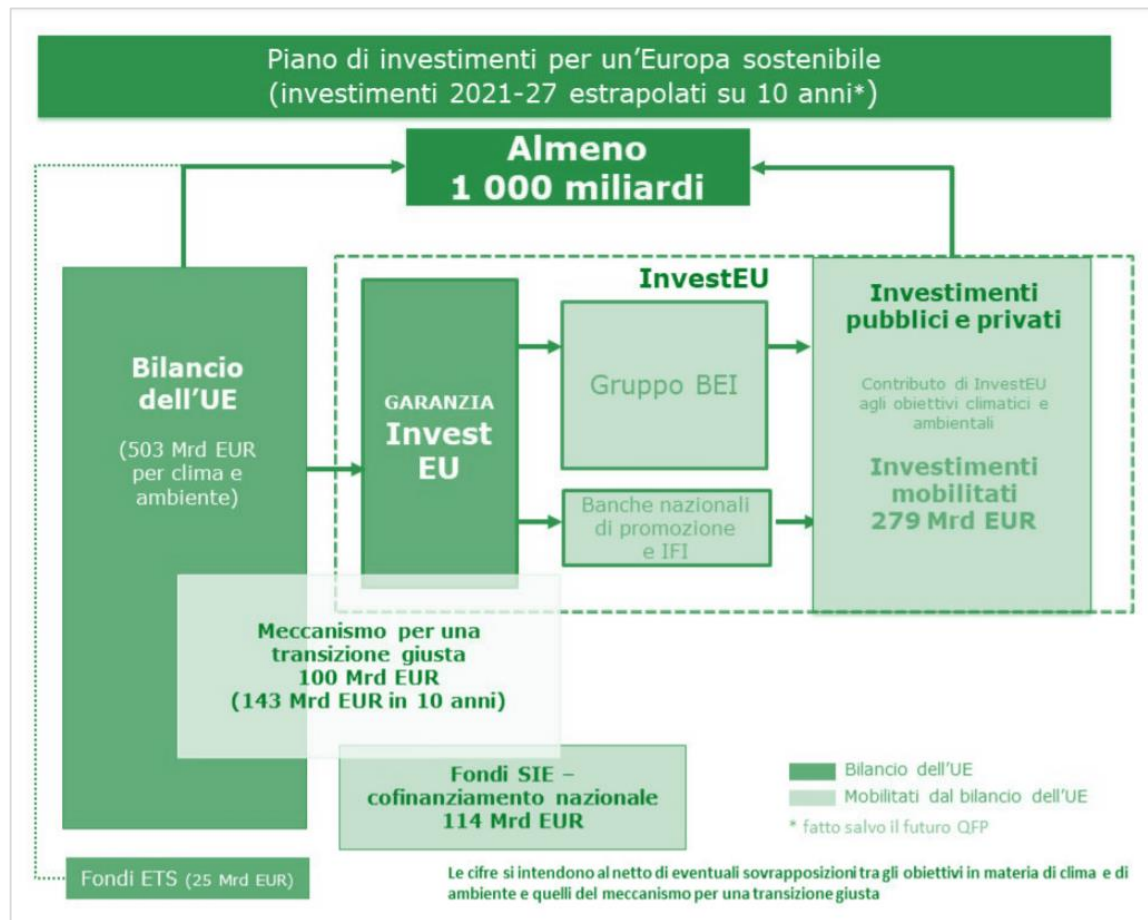 Piano di investimenti per un'Europa sostenibile
(investimenti 2021-27 estrapolati su 10 anni*)
Almeno
1 000 miliardi
Bilancio
dell'UE
(503 Mrd EUR
per clima e
ambiente)
InvestEU
GARANZIA
Invest
EU
Gruppo BEI
Banche nazionali
di promozione
e IFI
Investimenti
pubblici e privati
Contributo di InvestEU
agli obiettivi climatici e
ambientali
Investimenti
mobilitati
279 Mrd EUR
Meccanismo per una
transizione giusta
100 Mrd EUR
(143 Mrd EUR in 10 anni)
Fondi SIE –
cofinanziamento nazionale
114 Mrd EUR
Bilancio dell'UE
Mobilitati dal bilancio dell'UE
* fatto salvo il futuro QFP
Fondi ETS (25 Mrd EUR)
Le cifre si intendono al netto di eventuali sovrapposizioni tra gli obiettivi in materia di clima e di
ambiente e quelli del meccanismo per una transizione giusta